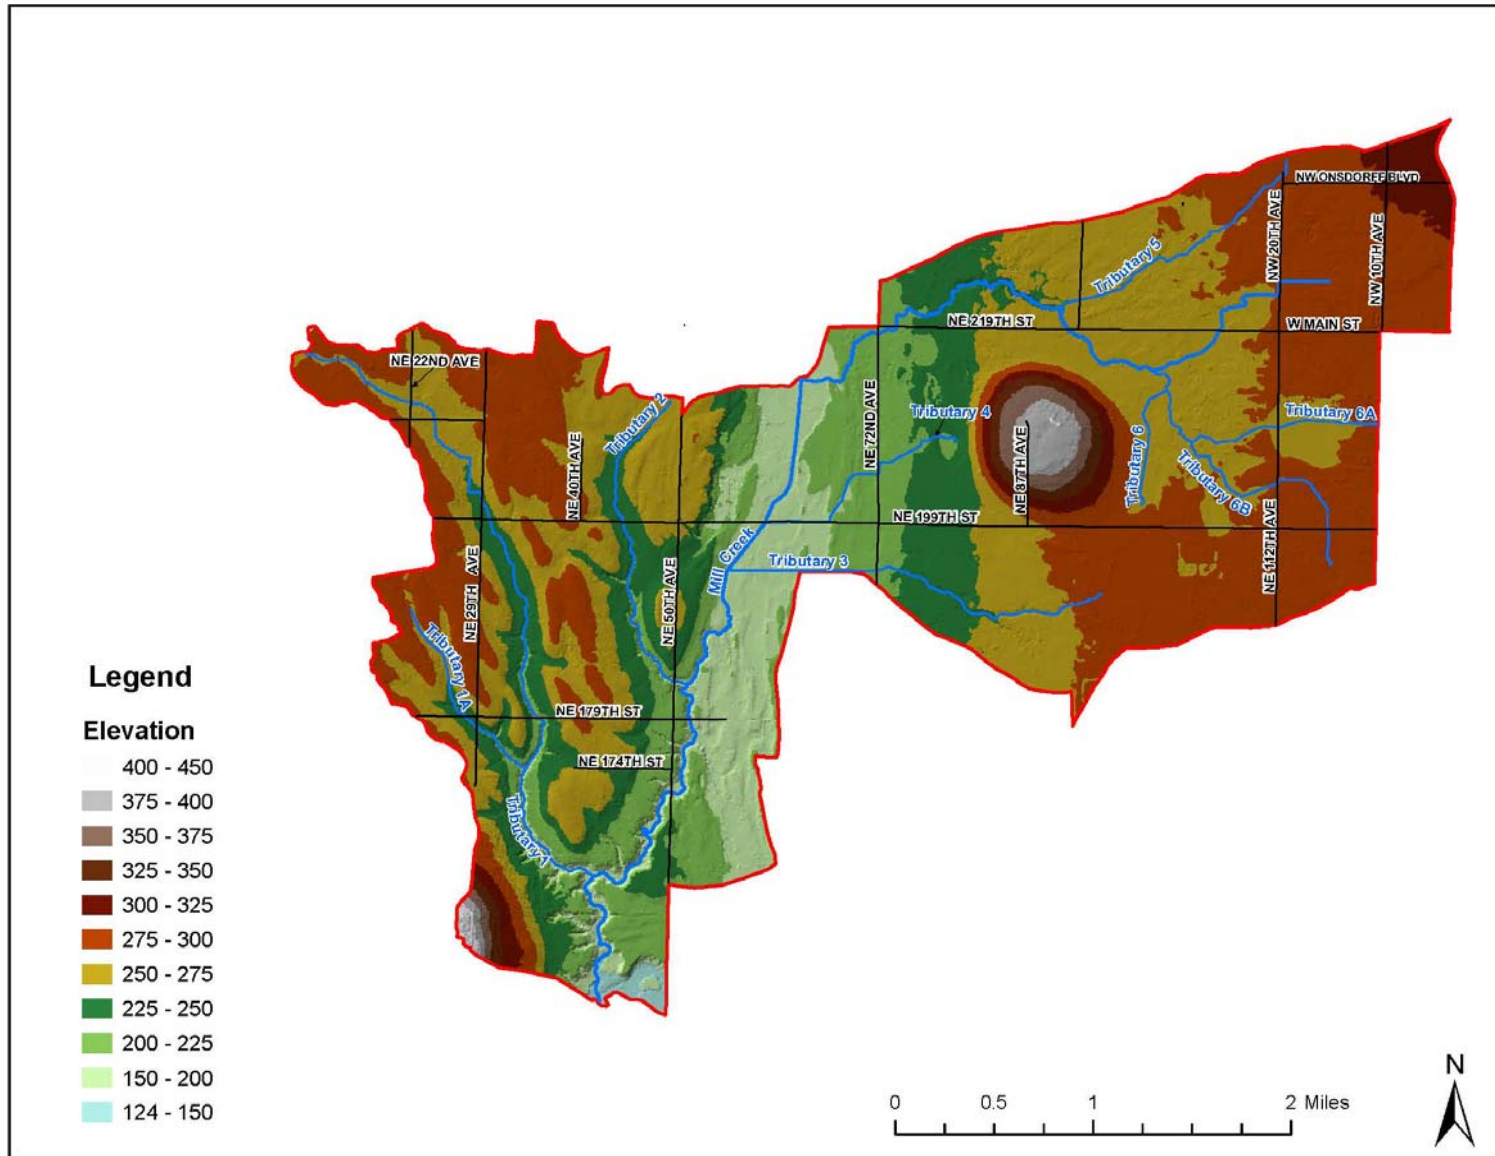 NW ONSDORFF BLVD
NW 20TH AVE
NW 10TH AVE
Tributary 5
NE 219TH ST
W MAIN ST
NE 22ND AVE
Tributary 2
NE 72ND AVE
Tributary 4
Tributary 6A
NE 40TH AVE
NE 87TH AVE
Tributary 6
Tributary 6B
NE 199TH ST
NE 112TH AVE
Mill Creek
Tributary 3
NE 29TH AVE
NE 50TH AVE
Tributary 1A
NE 179TH ST
NE 174TH ST
Tributary 1
Legend
Elevation
400 - 450
375 - 400
350 - 375
325 - 350
300 - 325
275 - 300
250 - 275
225 - 250
200 - 225
150 - 200
124 - 150
0 0.5 1 2 Miles
N